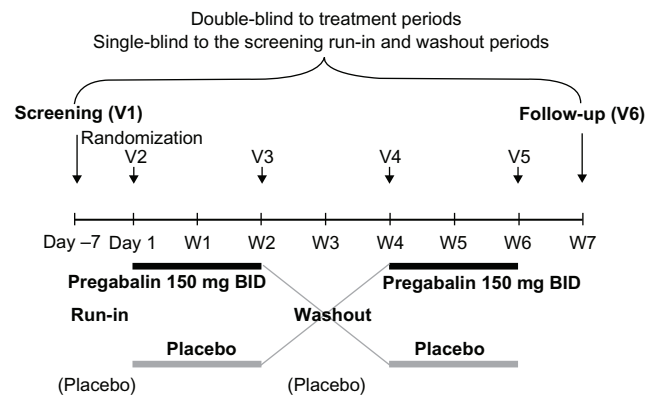 Double-blind to treatment periods
Single-blind to the screening run-in and washout periods
Screening (V1)
Follow-up (V6)
Randomization
V2
V3
V4
V5
Day –7 Day 1 W1 W2 W3 W4 W5 W6 W7
Pregabalin 150 mg BID
Pregabalin 150 mg BID
Run-in
Washout
Placebo
Placebo
(Placebo)
(Placebo)